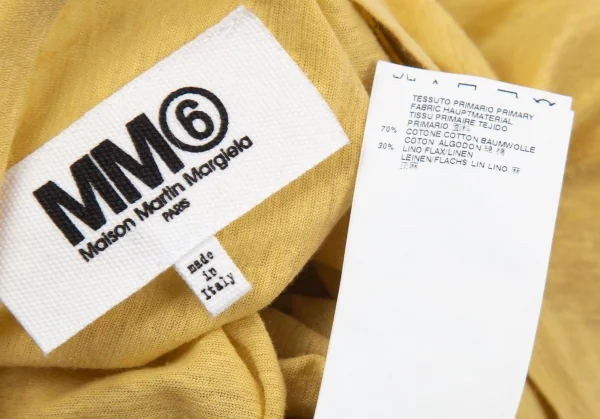 MM⑥
Maison Martin Margiela
PARIS
made
in
Italy
TESSUTO PRIMARIO PRIMARY
FABRIC HAUPTMATERIAL
TISSU PRIMAIRE TEJIDO
PRIMARIO
70% COTONE COTTON BAUMWOLLE
COTON ALGODON
30% LINO FLAX/LINEN
LEINEN/FLACHS LIN LINO